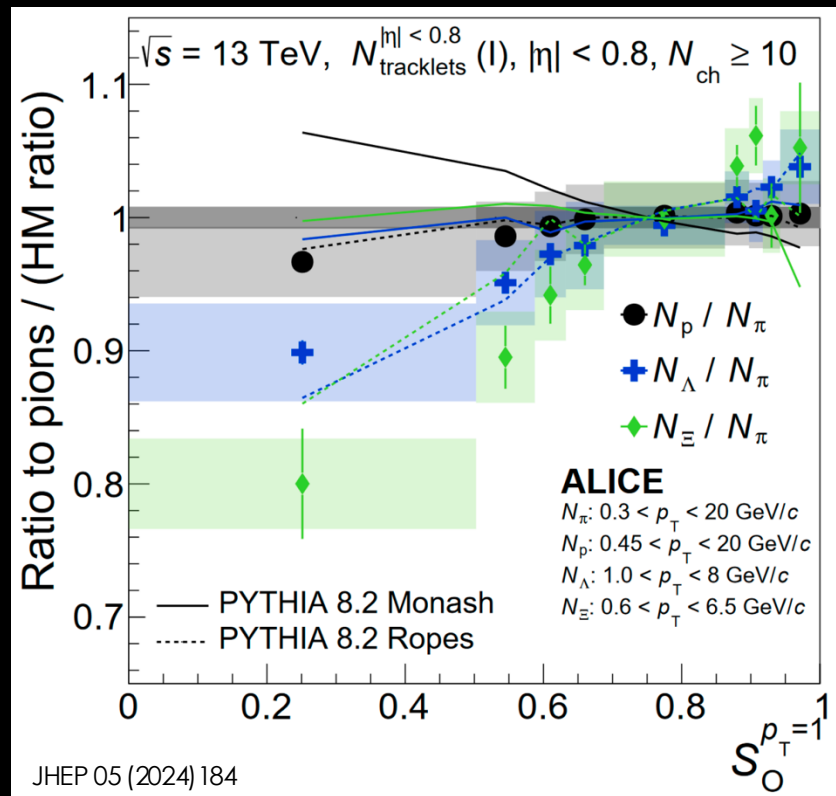 √s = 13 TeV, N_tracklets^|η| < 0.8 (I), |η| < 0.8, N_ch ≥ 10
1.1
1
0.9
0.8
0.7
Ratio to pions / (HM ratio)
N_p / N_π
N_Λ / N_π
N_Ξ / N_π
ALICE
N_π: 0.3 < p_T < 20 GeV/c
N_p: 0.45 < p_T < 20 GeV/c
N_Λ: 1.0 < p_T < 8 GeV/c
N_Ξ: 0.6 < p_T < 6.5 GeV/c
PYTHIA 8.2 Monash
PYTHIA 8.2 Ropes
0 0.2 0.4 0.6 0.8 1
S_O^{p_T=1}
JHEP 05 (2024) 184